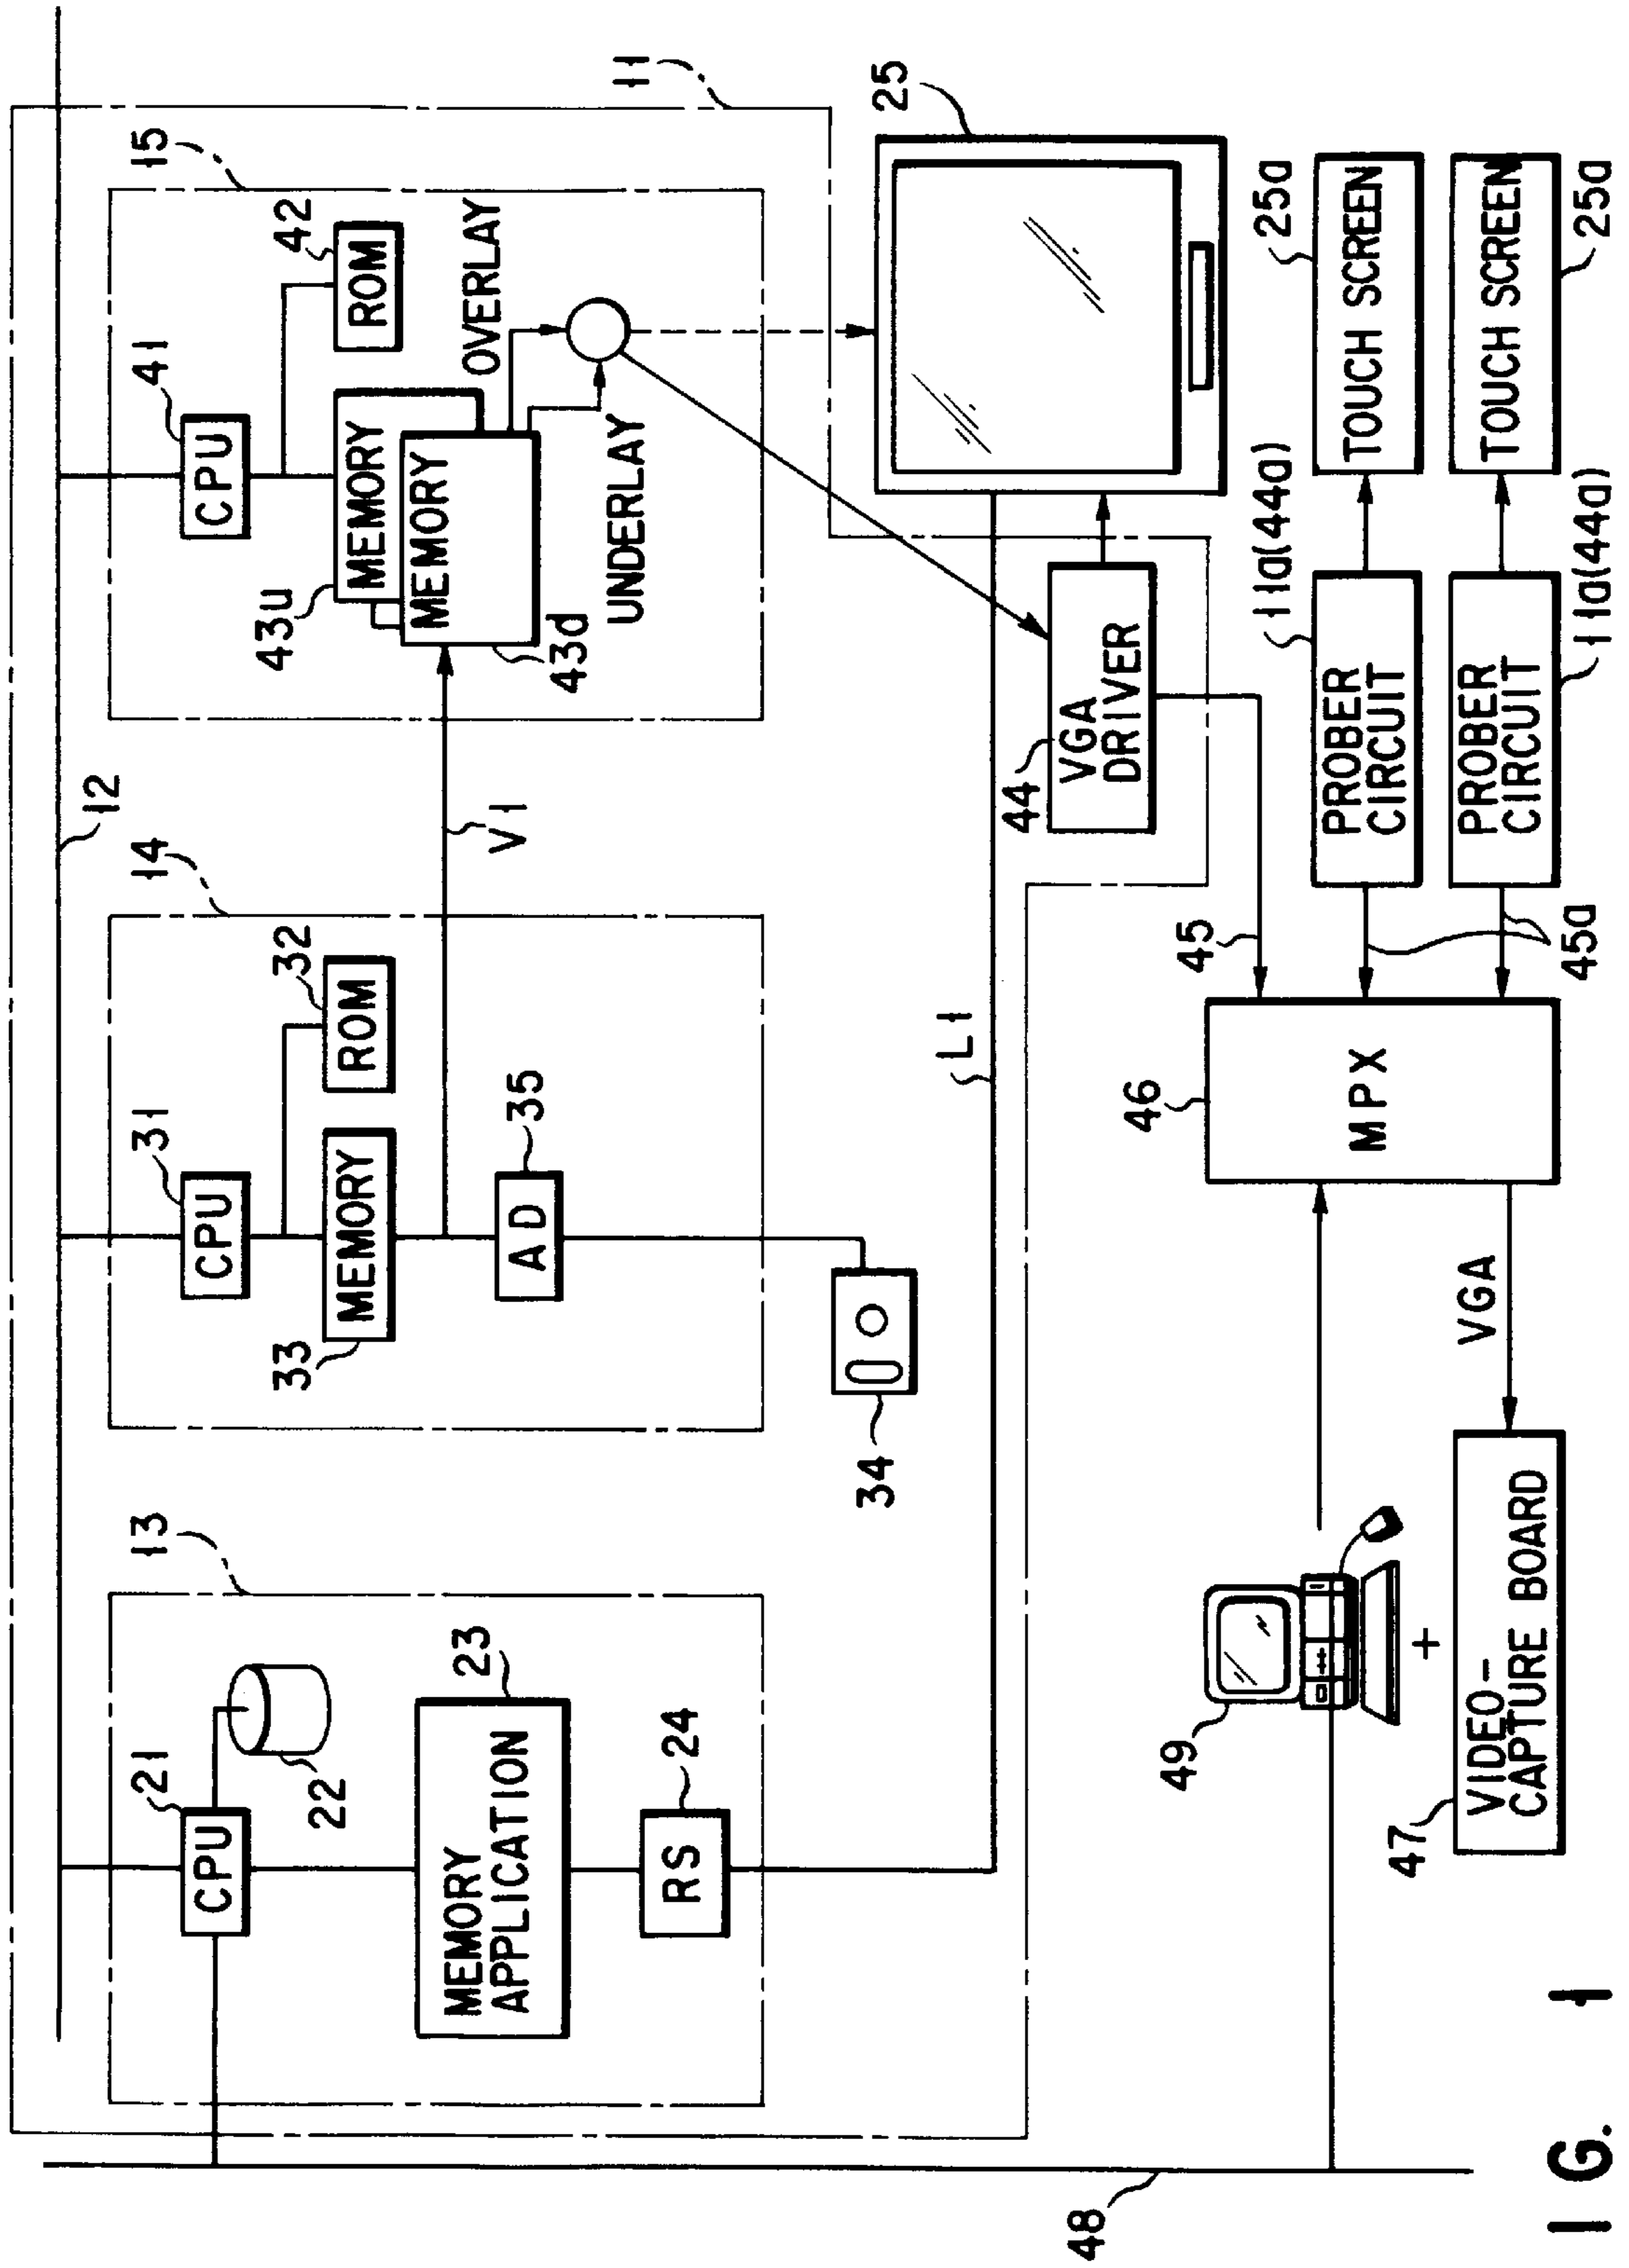 12
13
21
CPU
22
23
MEMORY
APPLICATION
RS
24
14
31
CPU
32
ROM
33
MEMORY
35
AD
34
V1
15
41
CPU
42
ROM
43u
MEMORY
MEMORY
43d
OVERLAY
UNDERLAY
11
25
L1
44
VGA
DRIVER
45
46
MPX
49
+
47
VIDEO-
CAPTURE BOARD
VGA
PROBER
CIRCUIT
11a(44a)
TOUCH SCREEN
25a
PROBER
CIRCUIT
11a(44a)
TOUCH SCREEN
25a
45a
48
IG. 1